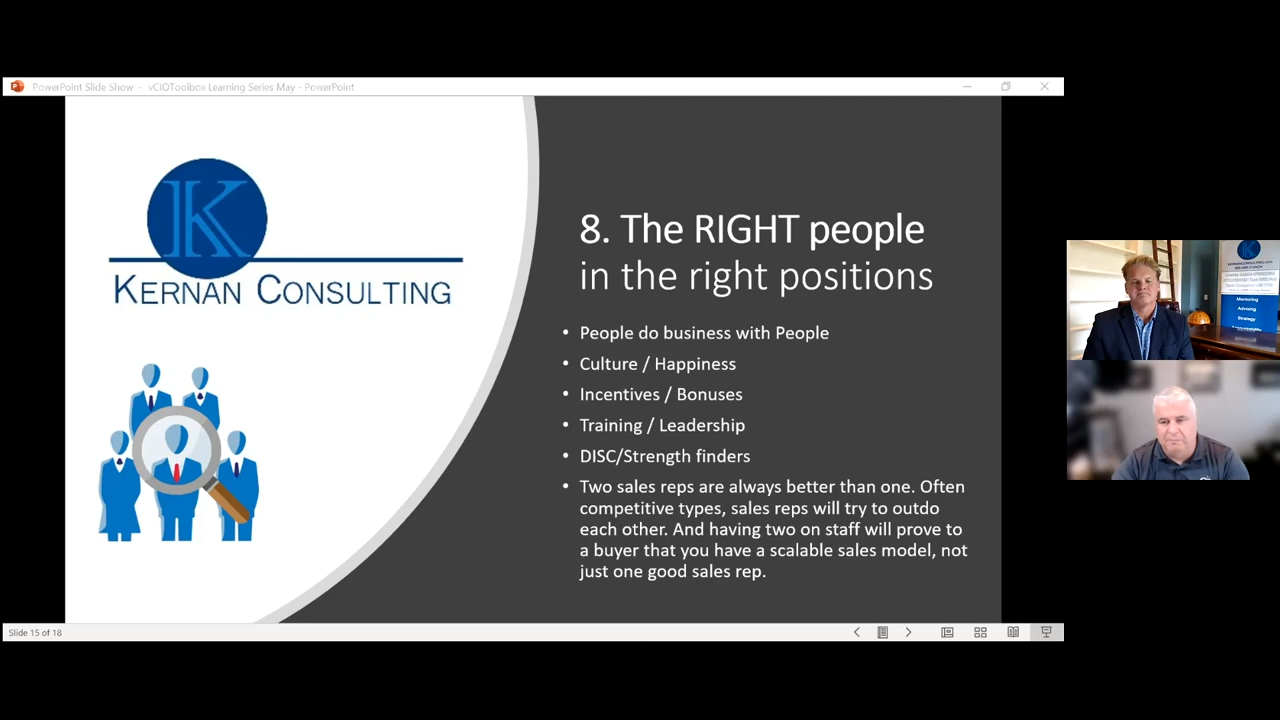 PowerPoint Slide Show - vCIOToolbox Learning Series May - PowerPoint
K
KERNAN CONSULTING
8. The RIGHT people
in the right positions
• People do business with People
• Culture / Happiness
• Incentives / Bonuses
• Training / Leadership
• DISC/Strength finders
• Two sales reps are always better than one. Often
competitive types, sales reps will try to outdo
each other. And having two on staff will prove to
a buyer that you have a scalable sales model, not
just one good sales rep.
Slide 15 of 18
K
Mentoring
Advising
Strategy